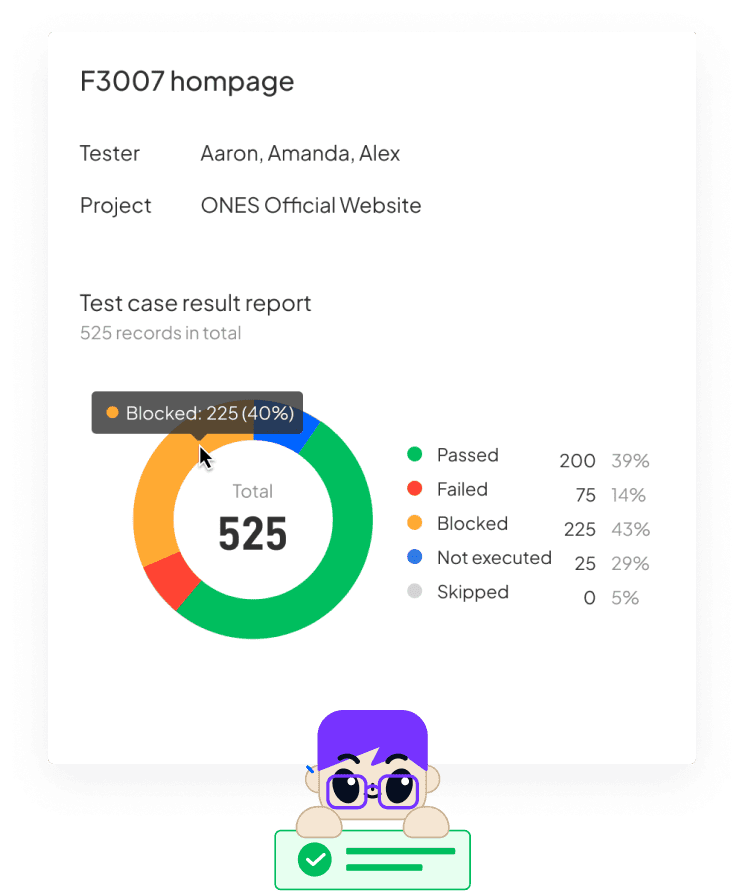 F3007 hompage
Tester Aaron, Amanda, Alex
Project ONES Official Website
Test case result report
525 records in total
Blocked: 225 (40%)
Total
525
Passed 200 39%
Failed 75 14%
Blocked 225 43%
Not executed 25 29%
Skipped 0 5%